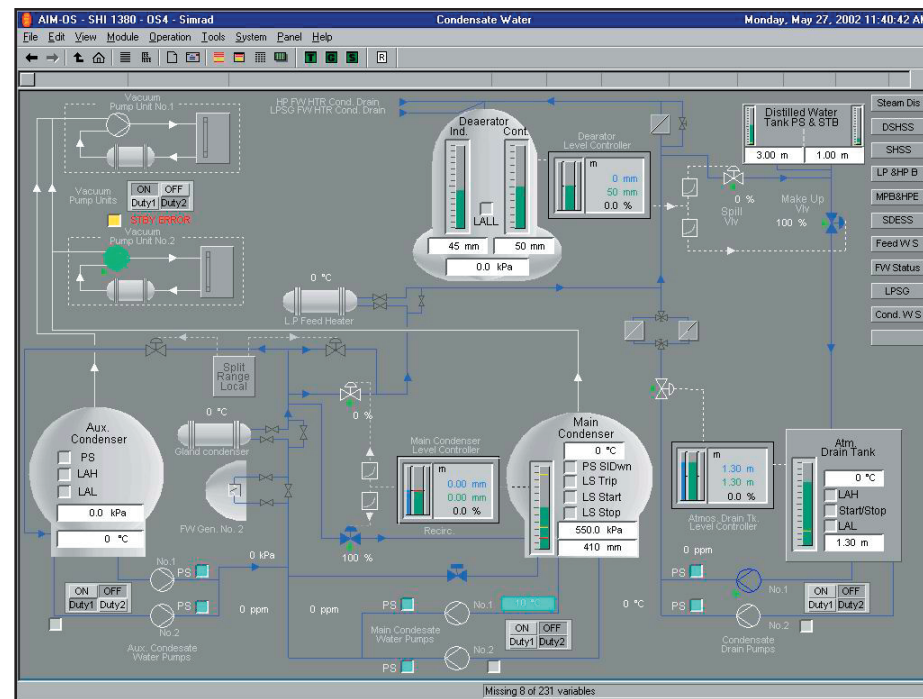 AIM-OS - SHI 1380 - OS4 - Simrad
Condensate Water
Monday, May 27, 2002 11:40:42 AM
File Edit View Module Operation Tools System Panel Help
T G S R
Vacuum
Pump Unit No.1
Vacuum
Pump Units
ON OFF
Duty1 Duty2
STBY ERROR
Vacuum
Pump Unit No.2
HP FW HTR Cond. Drain
LPSG FW HTR Cond. Drain
Deaerator
Ind. Cont.
LALL
45 mm 50 mm
0.0 kPa
Dearator
Level Controller
m
0 mm
50 mm
0.0 %
Distilled Water
Tank PS & STB
3.00 m 1.00 m
0 %
Spill
Vlv
Make Up
Vlv
100 %
Steam Dis
DSHSS
SHSS
LP &HP B
MPB&HPE
SDESS
Feed W S
FW Status
LPSG
Cond. W S
0 °C
L.P Feed Heater
Split
Range
Local
0 %
Aux.
Condenser
PS
LAH
LAL
0.0 kPa
0 °C
0 °C
Gland condenser
FW Gen. No. 2
Main Condenser
Level Controller
m
0.00 mm
0.00 mm
0.0 %
Recirc.
100 %
Main
Condenser
0 °C
PS SlDwn
LS Trip
LS Start
LS Stop
550.0 kPa
410 mm
m
1.30 m
1.30 m
0.0 %
Atmos. Drain Tk.
Level Controller
Atm.
Drain Tank
0 °C
LAH
Start/Stop
LAL
1.30 m
ON OFF
Duty1 Duty2
No.1
PS
0 kPa
No.2
PS
0 ppm
Aux. Condesate
Water Pumps
0 ppm
PS
No.1
10 °C
Main Condesate
Water Pumps
ON OFF
Duty1 Duty2
No.2
PS
0 °C
0 ppm
PS
No.1
No.2
Condensate
Drain Pumps
ON OFF
Duty1 Duty2
Missing 8 of 231 variables